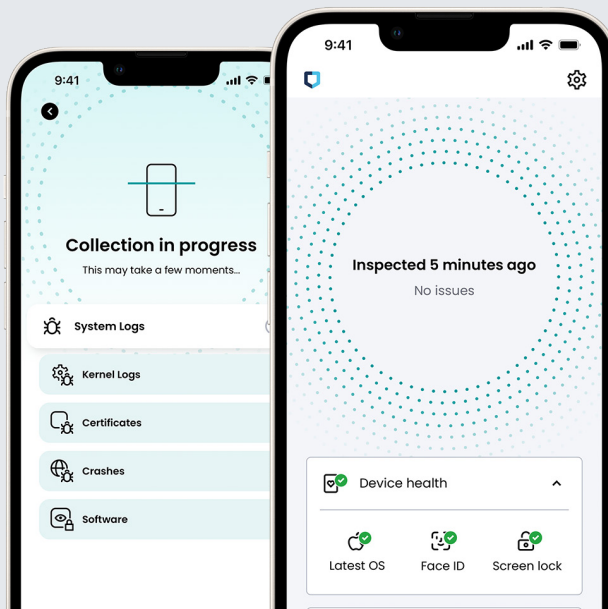 9:41
Collection in progress
This may take a few moments...
System Logs
Kernel Logs
Certificates
Crashes
Software
9:41
Inspected 5 minutes ago
No issues
Device health
Latest OS
Face ID
Screen lock